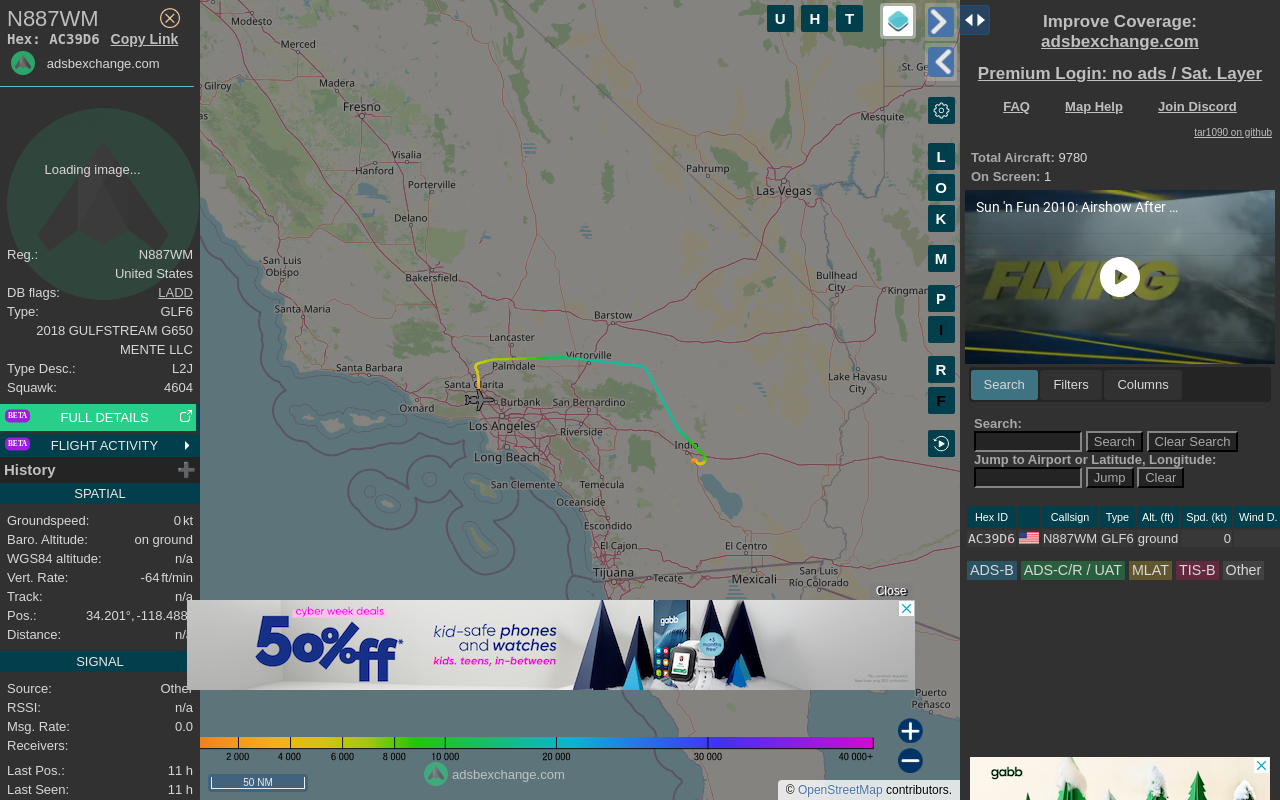 N887WM
Hex: AC39D6 Copy Link
adsbexchange.com
Loading image...
Reg.: N887WM
United States
DB flags: LADD
Type: GLF6
2018 GULFSTREAM G650
MENTE LLC
Type Desc.: L2J
Squawk: 4604
BETA FULL DETAILS
BETA FLIGHT ACTIVITY
History
SPATIAL
Groundspeed: 0 kt
Baro. Altitude: on ground
WGS84 altitude: n/a
Vert. Rate: -64 ft/min
Track: n/a
Pos.: 34.201°, -118.488
Distance: n/a
SIGNAL
Source: Other
RSSI: n/a
Msg. Rate: 0.0
Receivers:
Last Pos.: 11 h
Last Seen: 11 h
U H T
L
O
K
M
P
I
R
F
Modesto
Merced
Gilroy
Madera
Fresno
Visalia
Hanford
Porterville
Delano
San Luis
Obispo
Bakersfield
Santa Maria
Santa Barbara
Lancaster
Palmdale
Santa Clarita
Oxnard
Burbank
Los Angeles
Long Beach
San Bernardino
Riverside
Victorville
Barstow
Pahrump
Las Vegas
St. Ge
Mesquite
Bullhead
City
Kingman
Lake Havasu
City
Indio
San Clemente
Temecula
Oceanside
Escondido
El Cajon
El Centro
Tijuana
Tecate
Mexicali
San Luis
Río Colorado
Puerto
Peñasco
Close
cyber week deals
50% off*
kid-safe phones
and watches
kids. teens, in-between
gabb
2 000 4 000 6 000 8 000 10 000 20 000 30 000 40 000+
adsbexchange.com
50 NM
© OpenStreetMap contributors.
Improve Coverage:
adsbexchange.com
Premium Login: no ads / Sat. Layer
FAQ Map Help Join Discord
tar1090 on github
Total Aircraft: 9780
On Screen: 1
Sun 'n Fun 2010: Airshow After ...
FLYING
Search Filters Columns
Search:
Search Clear Search
Jump to Airport or Latitude, Longitude:
Jump Clear
Hex ID Callsign Type Alt. (ft) Spd. (kt) Wind D.
AC39D6 N887WM GLF6 ground 0
ADS-B ADS-C/R / UAT MLAT TIS-B Other
gabb